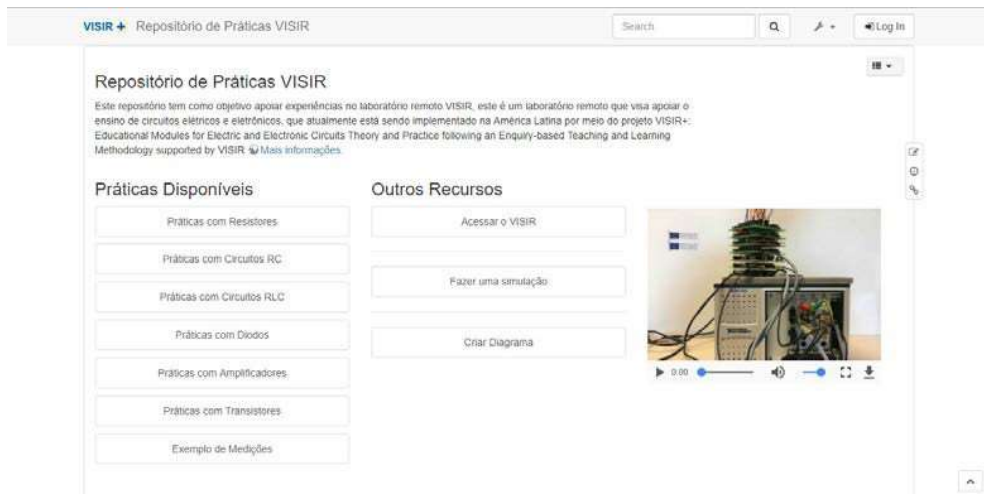 VISIR + Repositório de Práticas VISIR
Search
Log In
Repositório de Práticas VISIR
Este repositório tem como objetivo apoiar experiências no laboratório remoto VISIR, este é um laboratório remoto que visa apoiar o
ensino de circuitos elétricos e eletrônicos, que atualmente está sendo implementado na América Latina por meio do projeto VISIR+:
Educational Modules for Electric and Electronic Circuits Theory and Practice following an Enquiry-based Teaching and Learning
Methodology supported by VISIR Mais informações.
Práticas Disponíveis
Práticas com Resistores
Práticas com Circuitos RC
Práticas com Circuitos RLC
Práticas com Diodos
Práticas com Amplificadores
Práticas com Transistores
Exemplo de Medições
Outros Recursos
Acessar o VISIR
Fazer uma simulação
Criar Diagrama
0:00